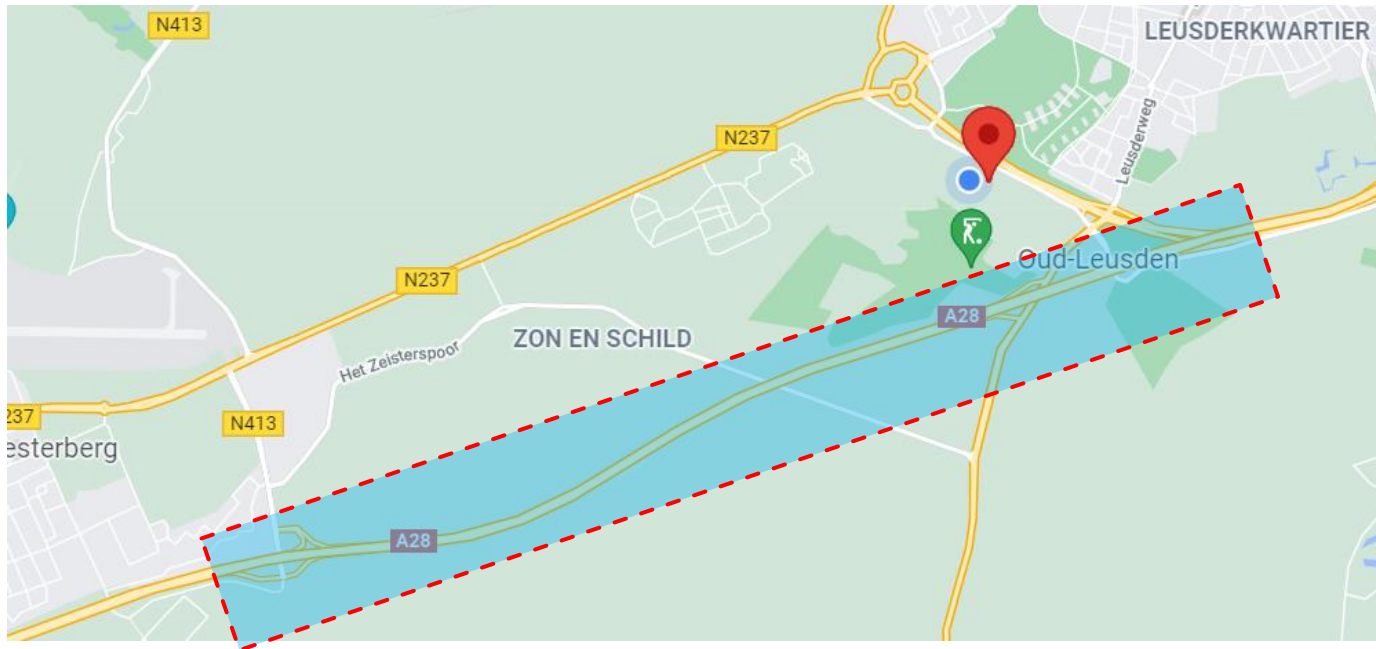 N413
LEUSDERKWARTIER
N237
Leusderweg
Oud-Leusden
N237
A28
ZON EN SCHILD
Het Zeisterspoor
237
N413
esterberg
A28